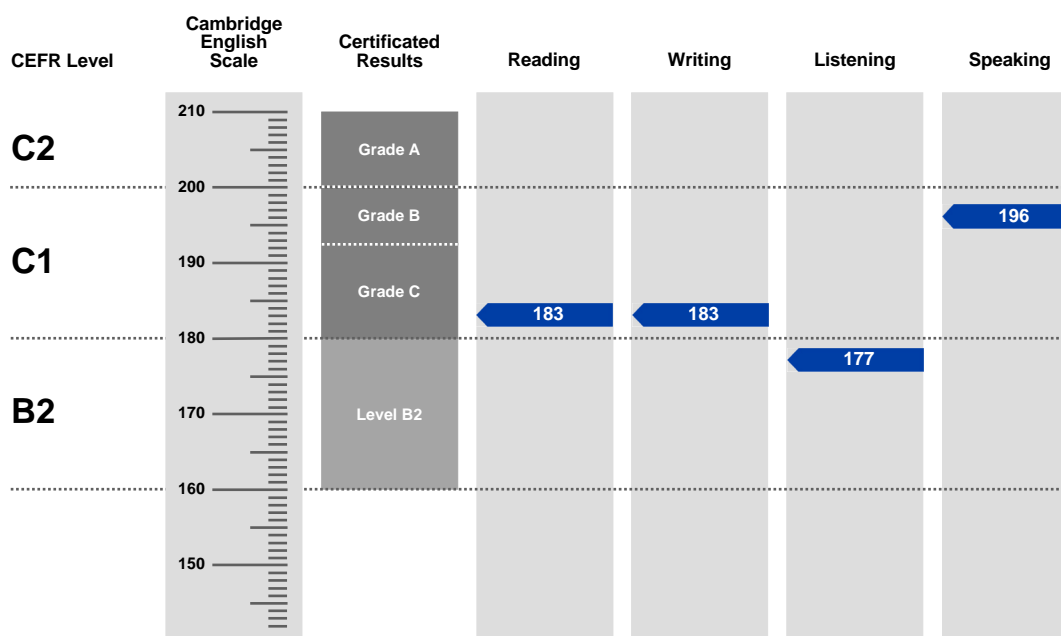 CEFR Level
Cambridge
English
Scale
Certificated
Results
Reading
Writing
Listening
Speaking
210
C2
Grade A
200
Grade B
196
C1
190
Grade C
183
183
180
177
B2
170
Level B2
160
150